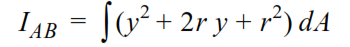 I_AB = ∫(y² + 2r y + r²) dA